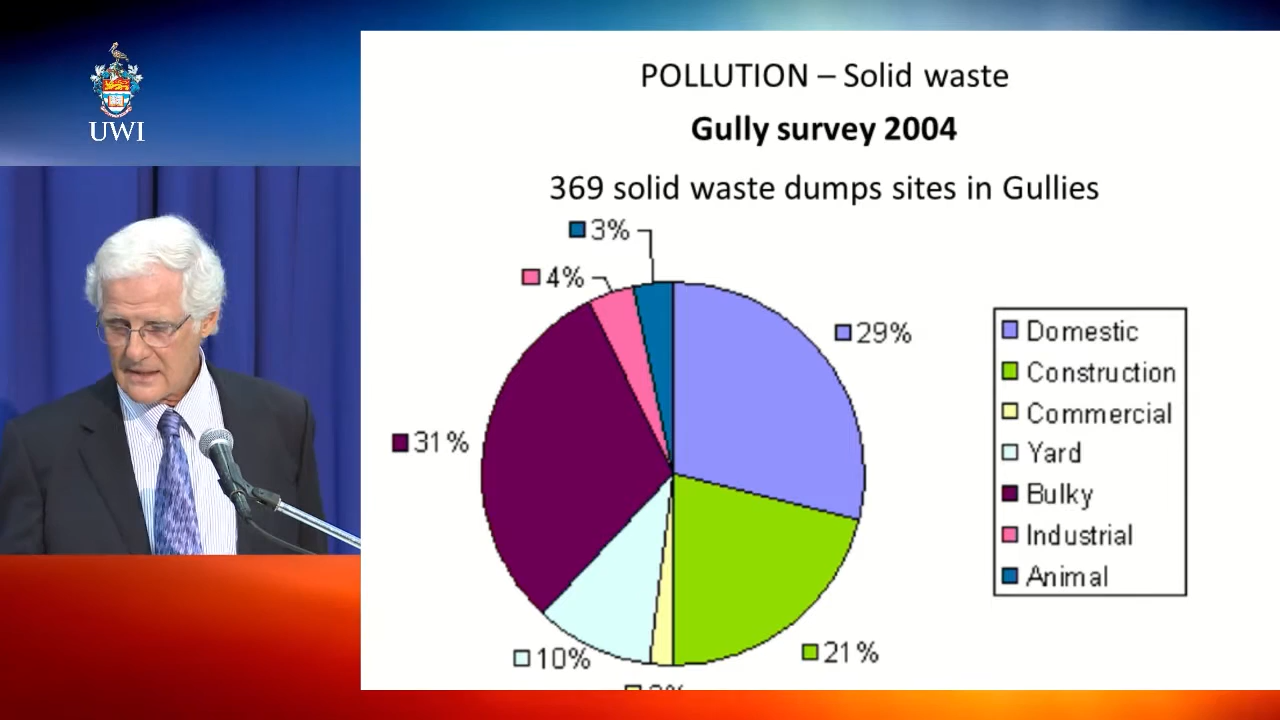 UWI
POLLUTION – Solid waste
Gully survey 2004
369 solid waste dumps sites in Gullies
3%
4%
29%
31%
10%
21%
Domestic
Construction
Commercial
Yard
Bulky
Industrial
Animal